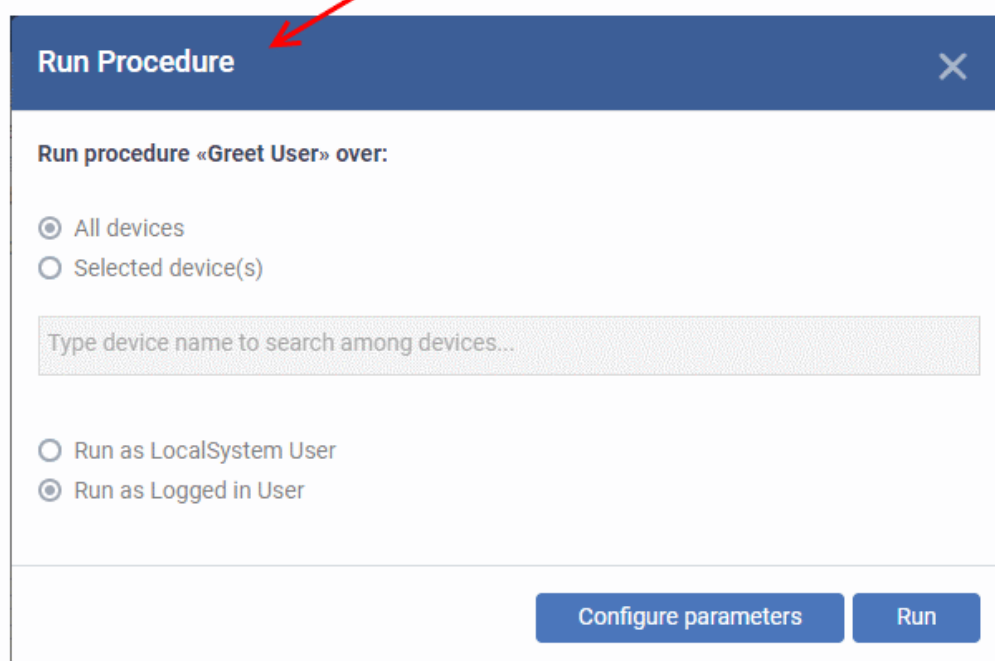 Run Procedure
Run procedure «Greet User» over:
All devices
Selected device(s)
Type device name to search among devices...
Run as LocalSystem User
Run as Logged in User
Configure parameters
Run